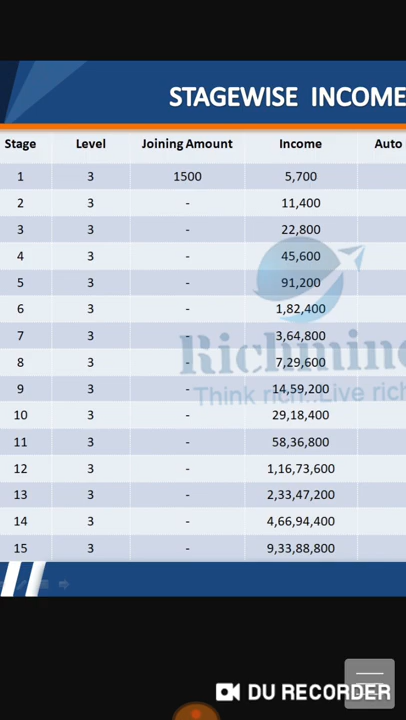 STAGEWISE INCOME
Stage Level Joining Amount Income Auto
1 3 1500 5,700
2 3 - 11,400
3 3 - 22,800
4 3 - 45,600
5 3 - 91,200
6 3 - 1,82,400
7 3 - 3,64,800
8 3 - 7,29,600
9 3 - 14,59,200
10 3 - 29,18,400
11 3 - 58,36,800
12 3 - 1,16,73,600
13 3 - 2,33,47,200
14 3 - 4,66,94,400
15 3 - 9,33,88,800
Richmin
Think rich..Live rich
DU RECORDER